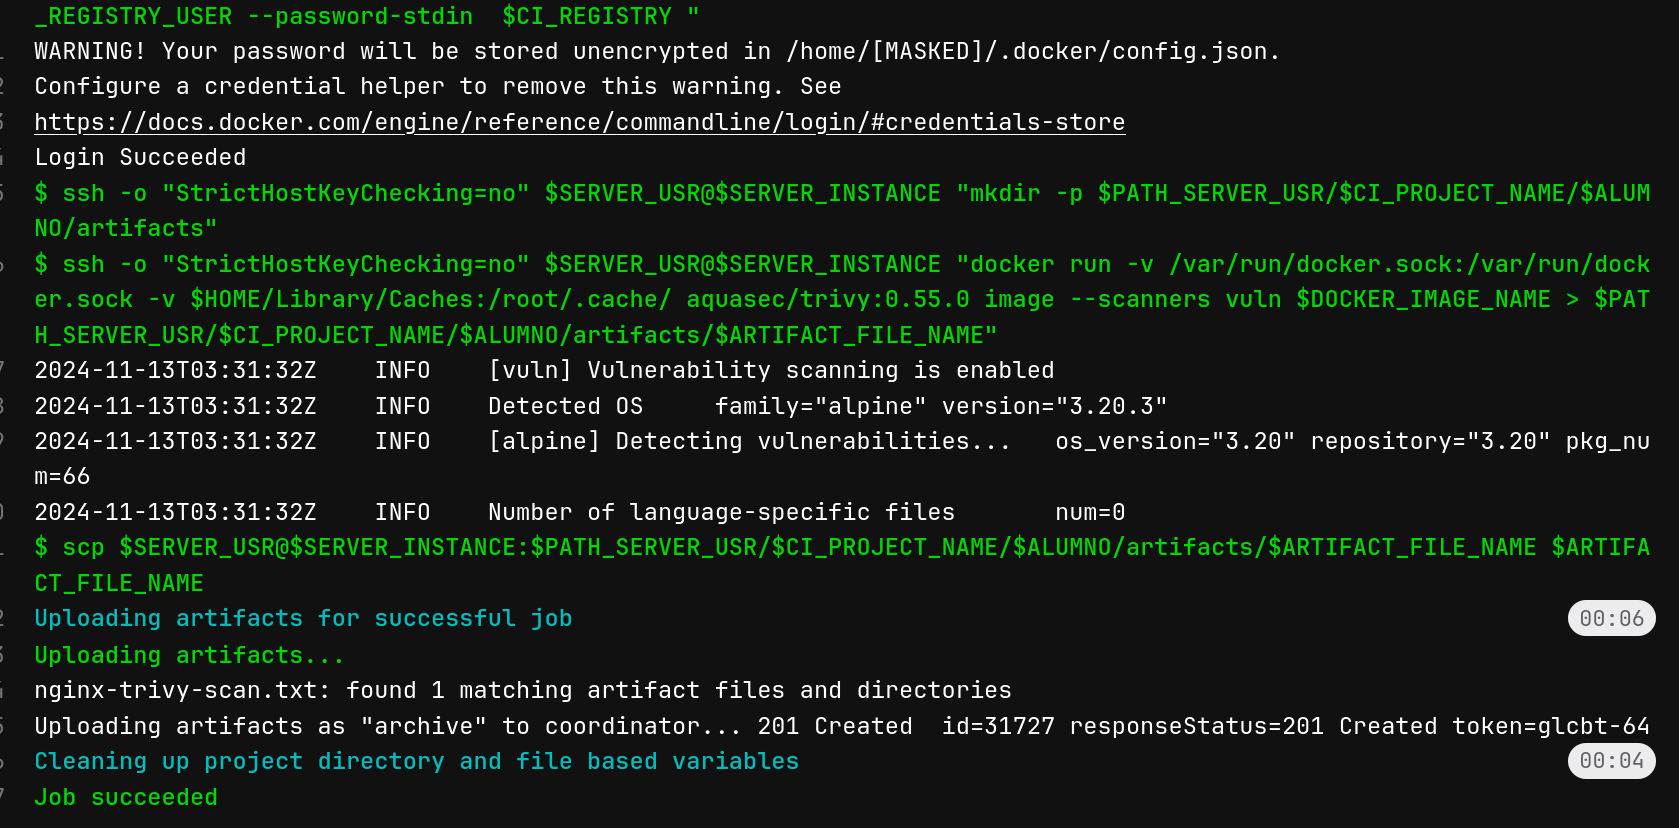 _REGISTRY_USER --password-stdin  $CI_REGISTRY "
WARNING! Your password will be stored unencrypted in /home/[MASKED]/.docker/config.json.
Configure a credential helper to remove this warning. See
https://docs.docker.com/engine/reference/commandline/login/#credentials-store
Login Succeeded
$ ssh -o "StrictHostKeyChecking=no" $SERVER_USR@$SERVER_INSTANCE "mkdir -p $PATH_SERVER_USR/$CI_PROJECT_NAME/$ALUM
NO/artifacts"
$ ssh -o "StrictHostKeyChecking=no" $SERVER_USR@$SERVER_INSTANCE "docker run -v /var/run/docker.sock:/var/run/dock
er.sock -v $HOME/Library/Caches:/root/.cache/ aquasec/trivy:0.55.0 image --scanners vuln $DOCKER_IMAGE_NAME > $PAT
H_SERVER_USR/$CI_PROJECT_NAME/$ALUMNO/artifacts/$ARTIFACT_FILE_NAME"
2024-11-13T03:31:32Z    INFO    [vuln] Vulnerability scanning is enabled
2024-11-13T03:31:32Z    INFO    Detected OS     family="alpine" version="3.20.3"
2024-11-13T03:31:32Z    INFO    [alpine] Detecting vulnerabilities...   os_version="3.20" repository="3.20" pkg_nu
m=66
2024-11-13T03:31:32Z    INFO    Number of language-specific files       num=0
$ scp $SERVER_USR@$SERVER_INSTANCE:$PATH_SERVER_USR/$CI_PROJECT_NAME/$ALUMNO/artifacts/$ARTIFACT_FILE_NAME $ARTIFA
CT_FILE_NAME
Uploading artifacts for successful job 00:06
Uploading artifacts...
nginx-trivy-scan.txt: found 1 matching artifact files and directories
Uploading artifacts as "archive" to coordinator... 201 Created  id=31727 responseStatus=201 Created token=glcbt-64
Cleaning up project directory and file based variables 00:04
Job succeeded